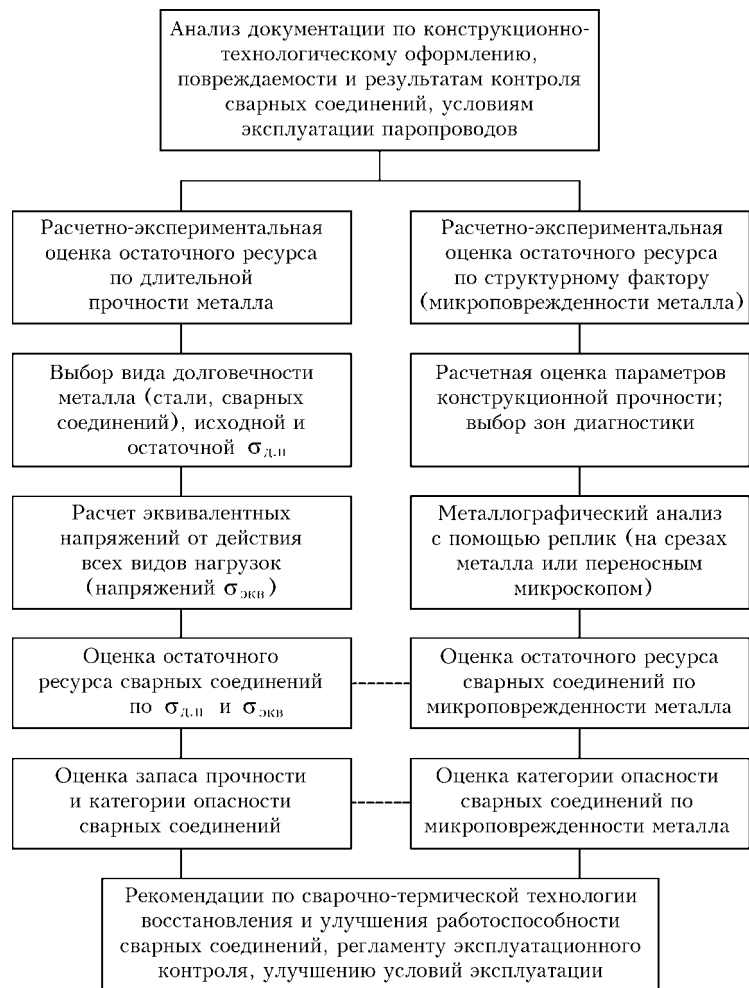 Анализ документации по конструкционно-
технологическому оформлению,
повреждаемости и результатам контроля
сварных соединений, условиям
эксплуатации паропроводов
Расчетно-экспериментальная
оценка остаточного ресурса
по длительной
прочности металла
Расчетно-экспериментальная
оценка остаточного ресурса
по структурному фактору
(микроповрежденности металла)
Выбор вида долговечности
металла (стали, сварных
соединений), исходной и
остаточной σд.п
Расчетная оценка параметров
конструкционной прочности;
выбор зон диагностики
Расчет эквивалентных
напряжений от действия
всех видов нагрузок
(напряжений σэкв)
Металлографический анализ
с помощью реплик (на срезах
металла или переносным
микроскопом)
Оценка остаточного
ресурса сварных соединений
по σд.п и σэкв
Оценка остаточного ресурса
сварных соединений по
микроповрежденности металла
Оценка запаса прочности
и категории опасности
сварных соединений
Оценка категории опасности
сварных соединений по
микроповрежденности металла
Рекомендации по сварочно-термической технологии
восстановления и улучшения работоспособности
сварных соединений, регламенту эксплуатационного
контроля, улучшению условий эксплуатации